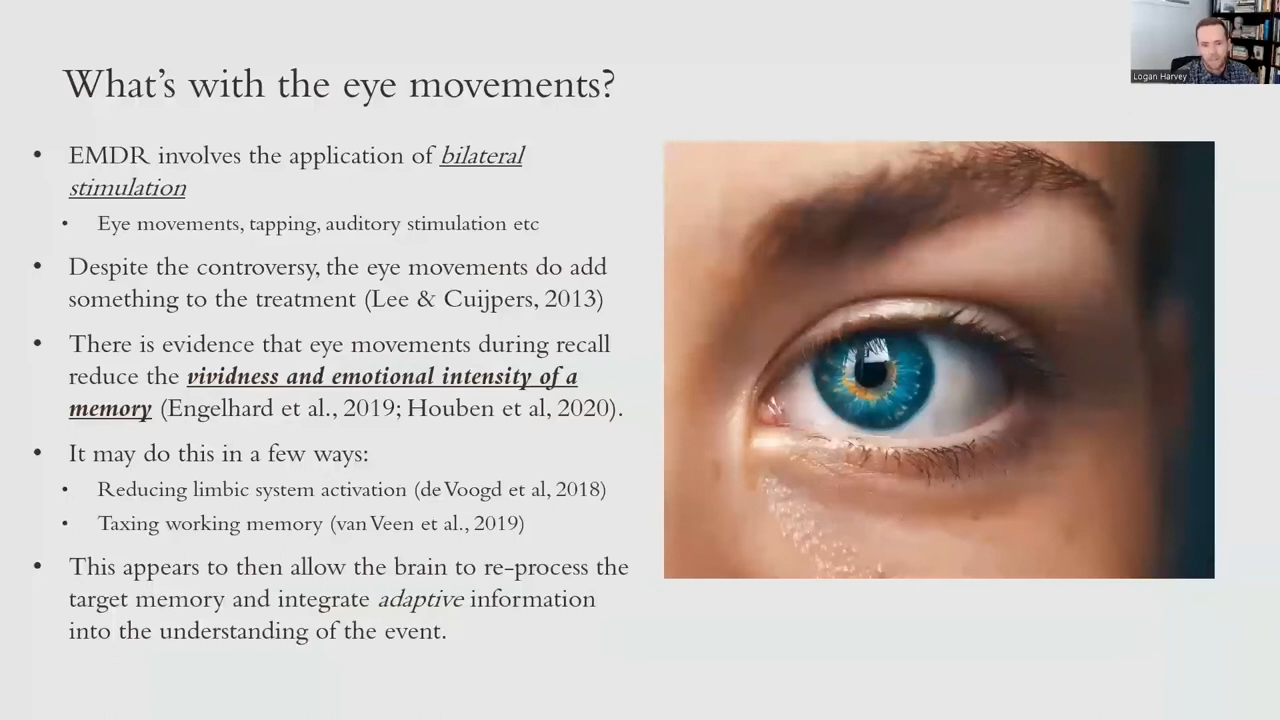 What's with the eye movements?
Logan Harvey
• EMDR involves the application of bilateral
stimulation
• Eye movements, tapping, auditory stimulation etc
• Despite the controversy, the eye movements do add
something to the treatment (Lee & Cuijpers, 2013)
• There is evidence that eye movements during recall
reduce the vividness and emotional intensity of a
memory (Engelhard et al., 2019; Houben et al, 2020).
• It may do this in a few ways:
• Reducing limbic system activation (de Voogd et al, 2018)
• Taxing working memory (van Veen et al., 2019)
• This appears to then allow the brain to re-process the
target memory and integrate adaptive information
into the understanding of the event.